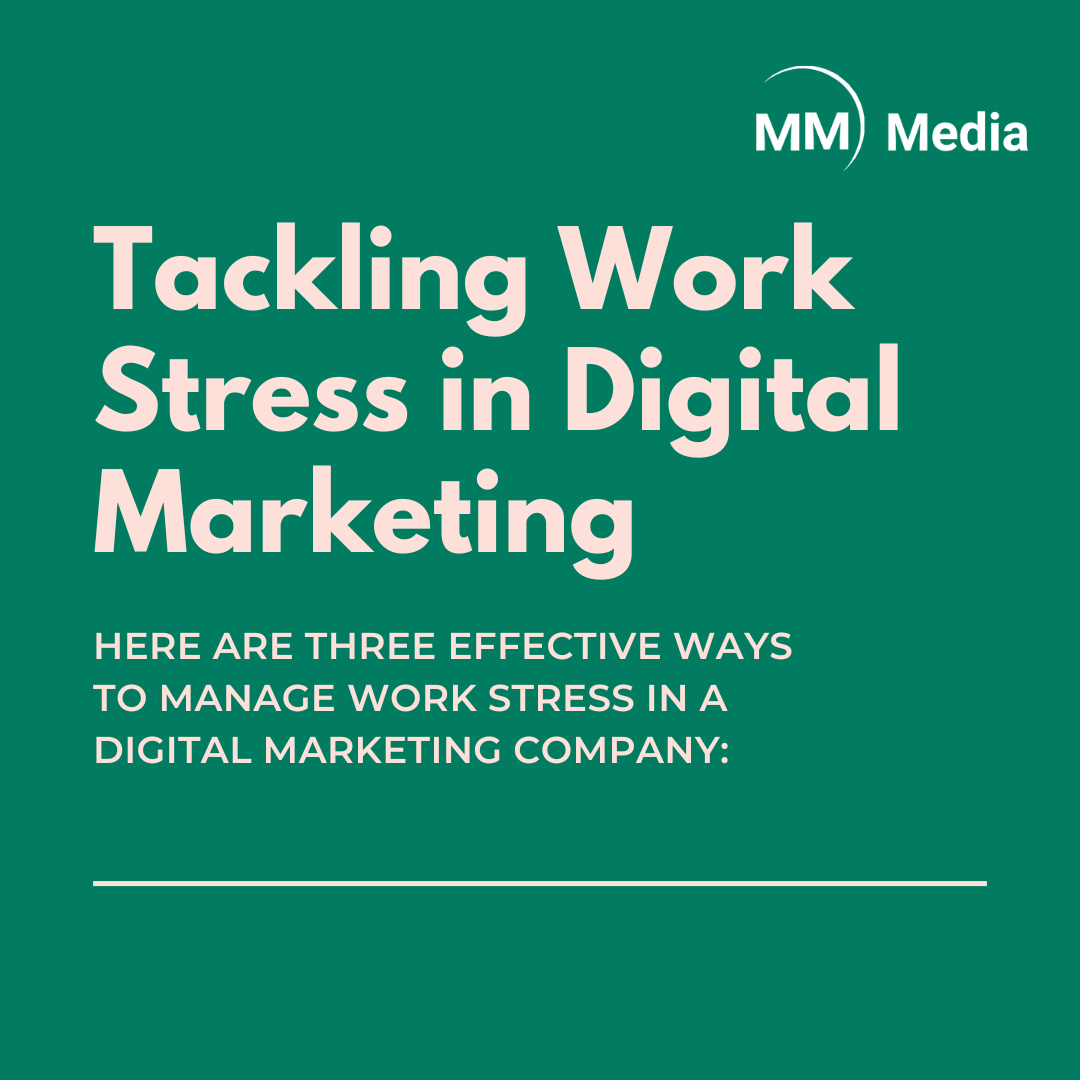 MM Media
Tackling Work
Stress in Digital
Marketing
HERE ARE THREE EFFECTIVE WAYS
TO MANAGE WORK STRESS IN A
DIGITAL MARKETING COMPANY: